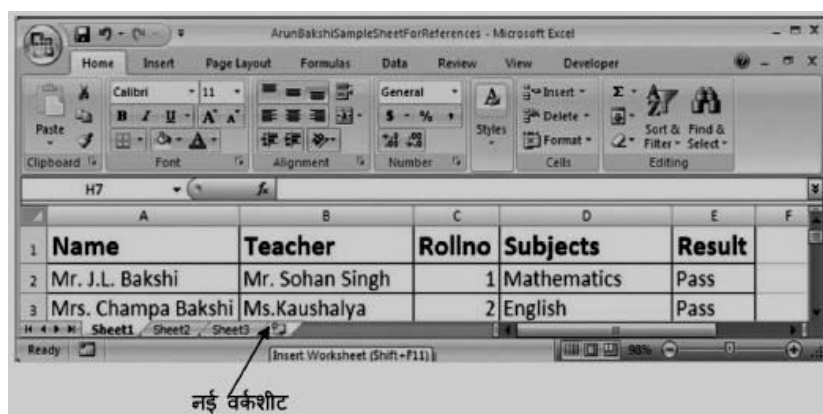 ArunBakshiSampleSheetForReferences - Microsoft Excel
Home Insert Page Layout Formulas Data Review View Developer
Paste
Clipboard
Calibri 11
B I U A A
Font
Alignment
General
$ - % ,
Number
Styles
Insert
Delete
Format
Cells
Σ
Sort & Filter
Find & Select
Editing
H7 fx
A B C D E F
1 Name Teacher Rollno Subjects Result
2 Mr. J.L. Bakshi Mr. Sohan Singh 1 Mathematics Pass
3 Mrs. Champa Bakshi Ms.Kaushalya 2 English Pass
Sheet1 Sheet2 Sheet3
Ready 98%
Insert Worksheet (Shift+F11)
नई वर्कशीट